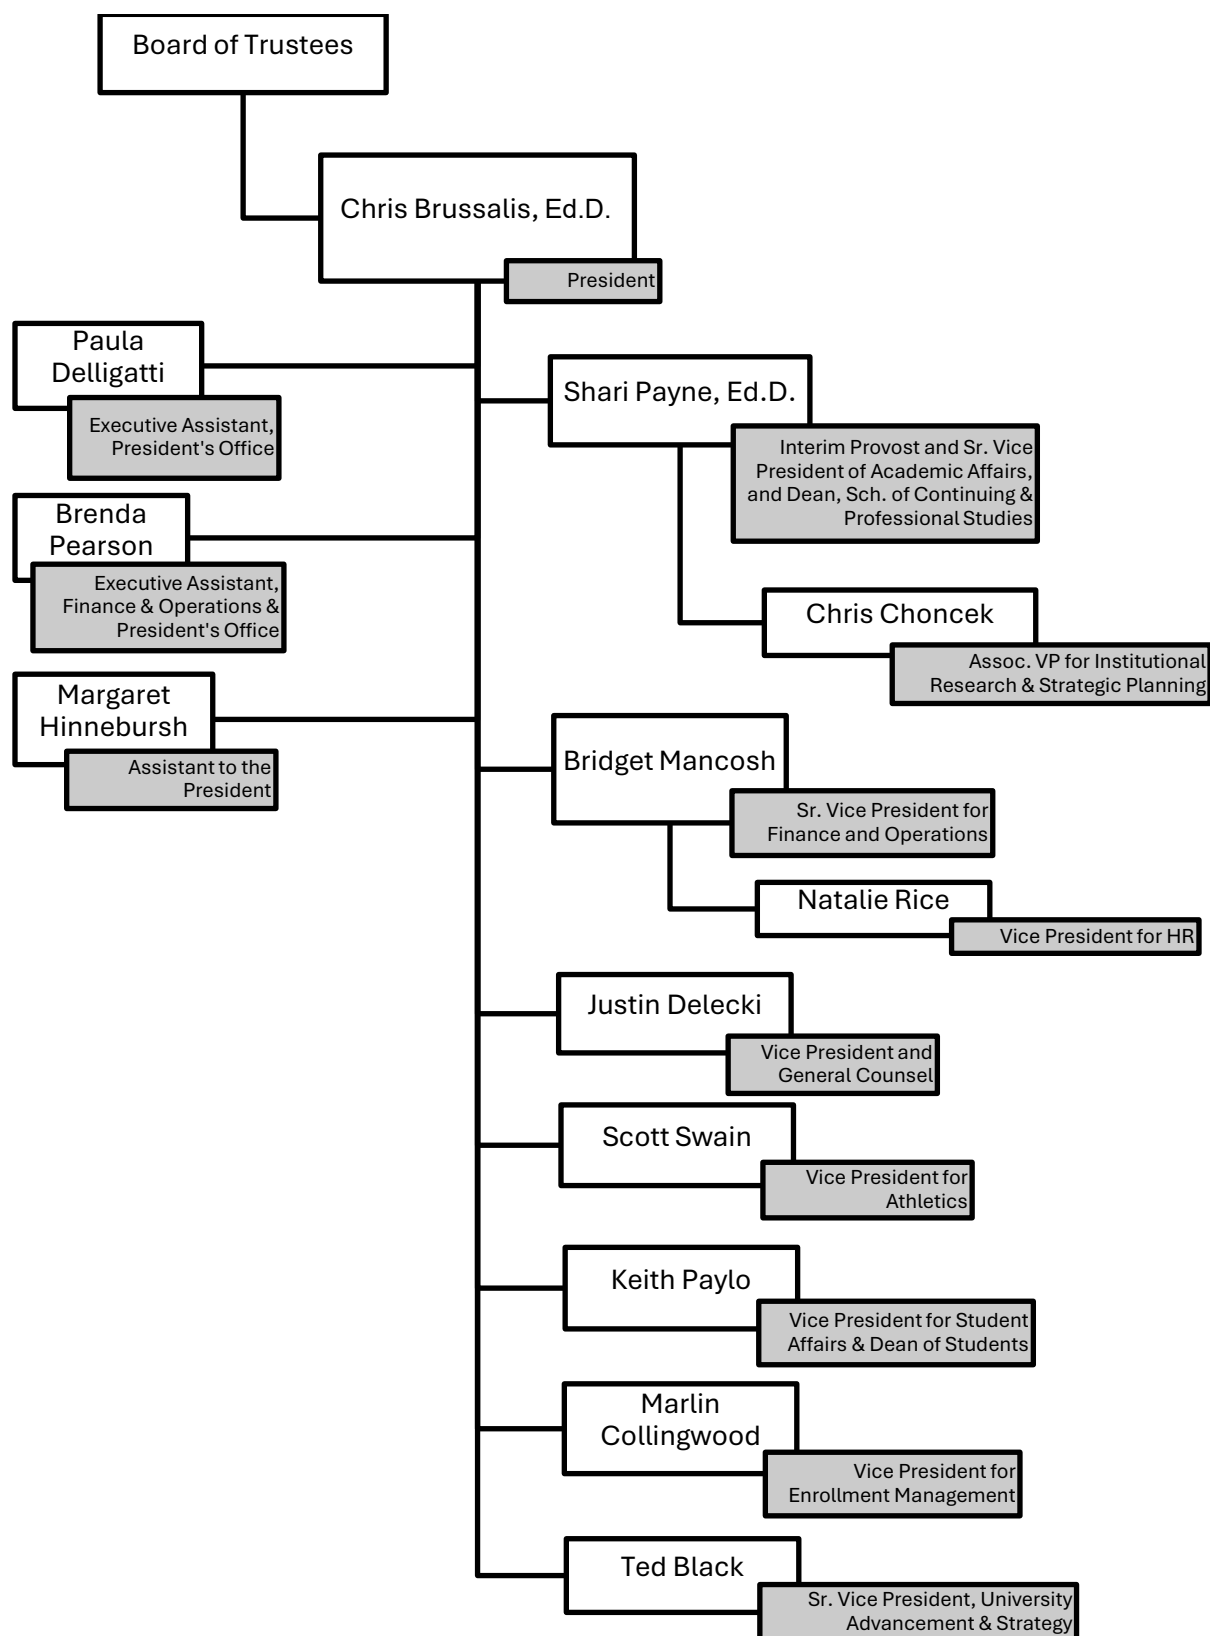 Board of Trustees
Chris Brussalis, Ed.D.
President
Paula
Delligatti
Executive Assistant,
President's Office
Brenda
Pearson
Executive Assistant,
Finance & Operations &
President's Office
Margaret
Hinnebursh
Assistant to the
President
Shari Payne, Ed.D.
Interim Provost and Sr. Vice
President of Academic Affairs,
and Dean, Sch. of Continuing &
Professional Studies
Chris Choncek
Assoc. VP for Institutional
Research & Strategic Planning
Bridget Mancosh
Sr. Vice President for
Finance and Operations
Natalie Rice
Vice President for HR
Justin Delecki
Vice President and
General Counsel
Scott Swain
Vice President for
Athletics
Keith Paylo
Vice President for Student
Affairs & Dean of Students
Marlin
Collingwood
Vice President for
Enrollment Management
Ted Black
Sr. Vice President, University
Advancement & Strategy